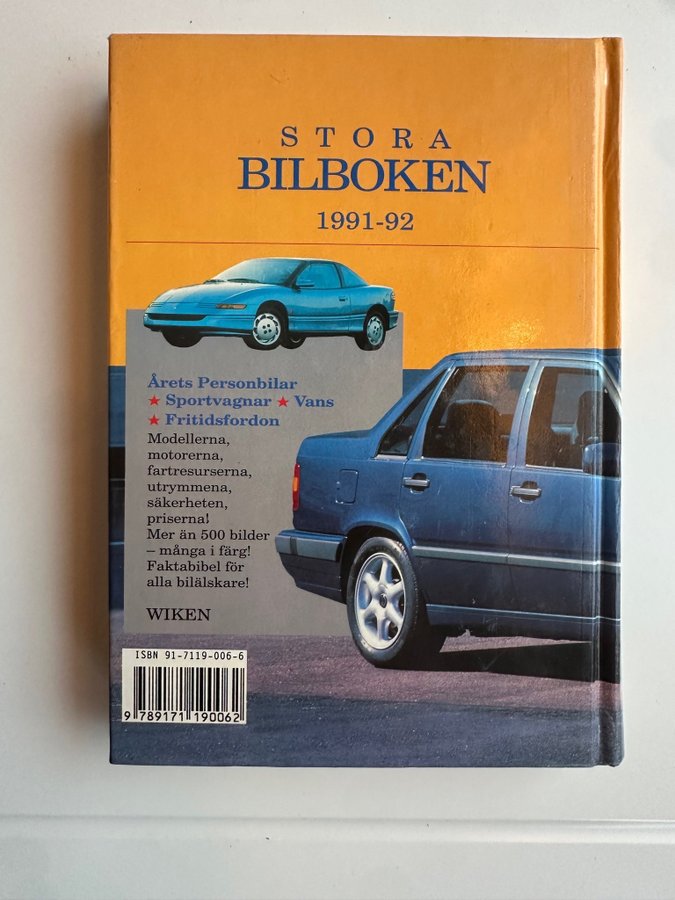 STORA
BILBOKEN
1991-92
Årets Personbilar
★ Sportvagnar ★ Vans
★ Fritidsfordon
Modellerna,
motorerna,
fartresurserna,
utrymmena,
säkerheten,
priserna!
Mer än 500 bilder
– många i färg!
Faktabibel för
alla bilälskare!
WIKEN
ISBN 91-7119-006-6
9 789171 190062